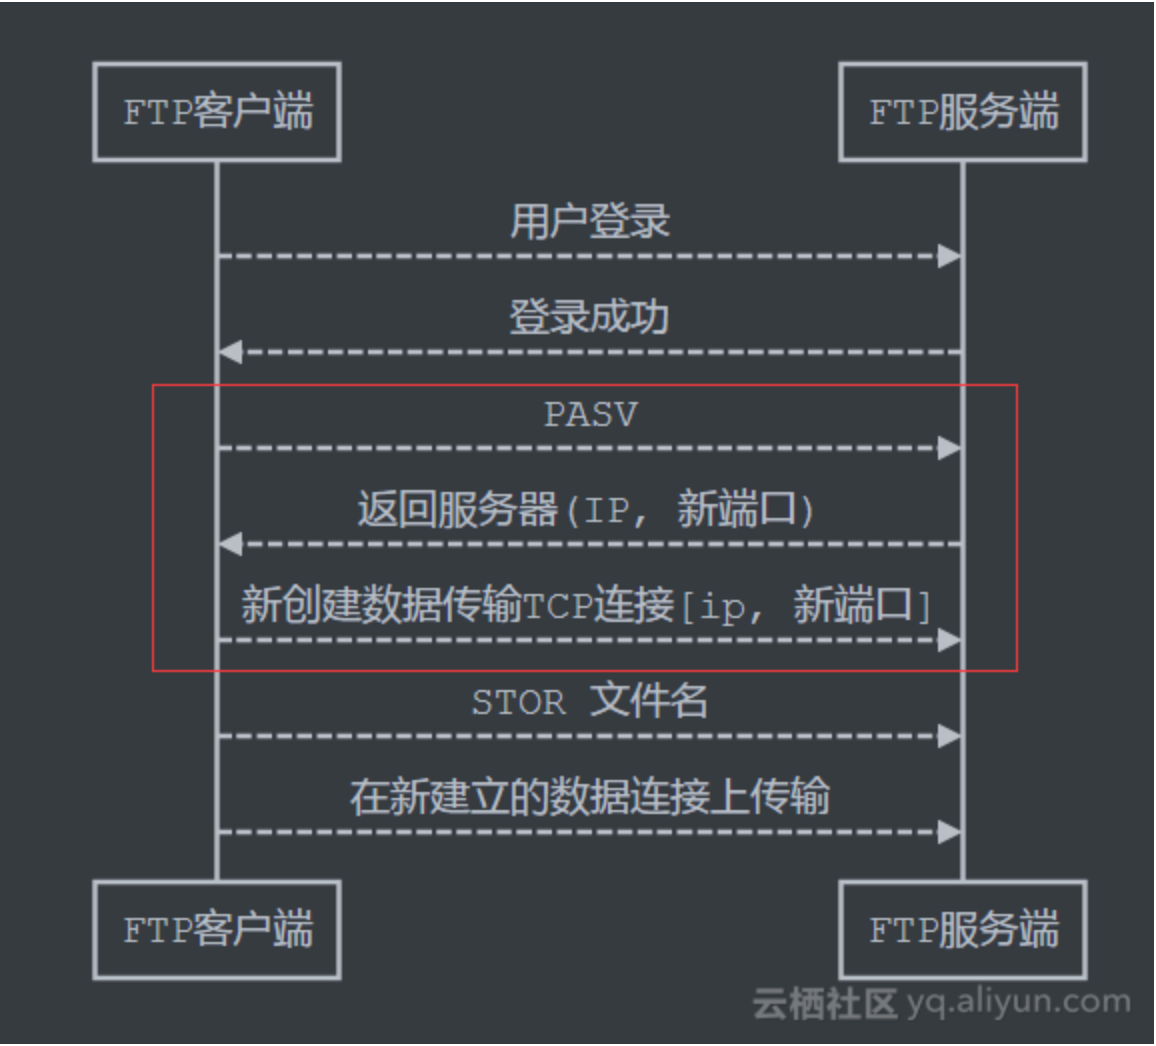 FTP客户端 FTP服务端
用户登录
登录成功
PASV
返回服务器(IP, 新端口)
新创建数据传输TCP连接[ip, 新端口]
STOR 文件名
在新建立的数据连接上传输
FTP客户端 FTP服务端
云栖社区 yq.aliyun.com